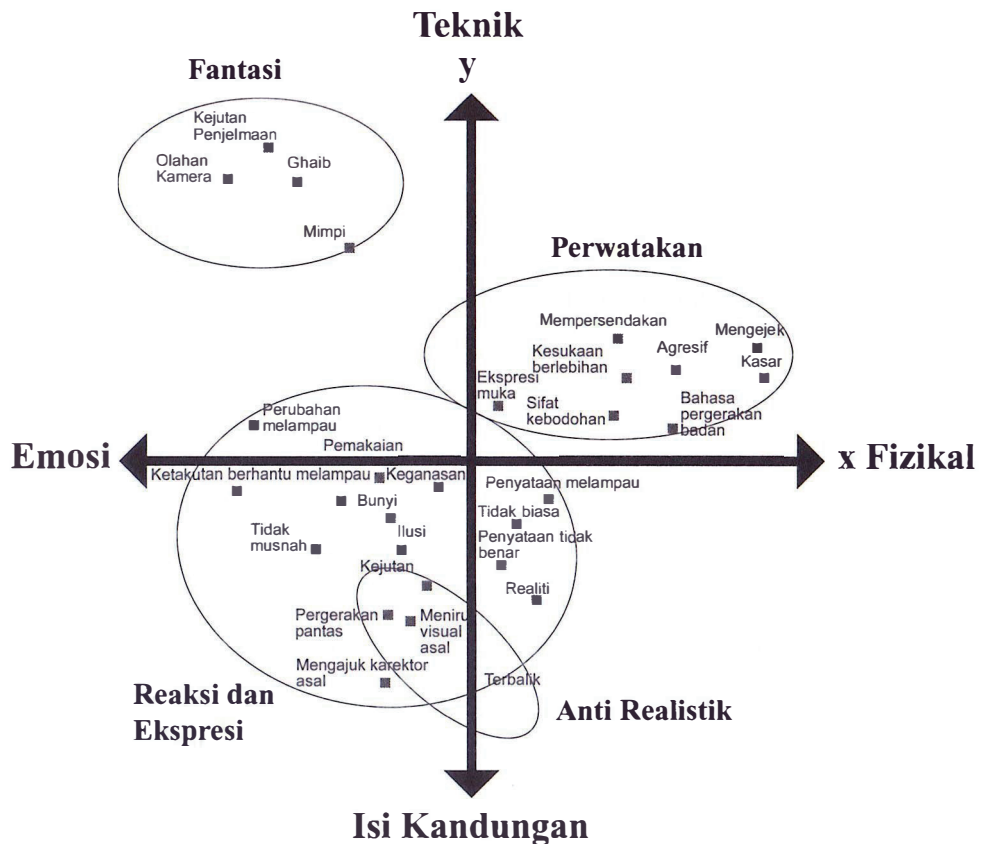 Teknik
y
Fantasi
Kejutan
Penjelmaan
Olahan
Kamera
Ghaib
Mimpi
Perwatakan
Mempersendakan
Mengejek
Kesukaan
berlebihan
Agresif
Kasar
Ekspresi
muka
Sifat
kebodohan
Bahasa
pergerakan
badan
Perubahan
melampau
Pemakaian
Emosi
x Fizikal
Ketakutan berhantu melampau
Keganasan
Penyataan melampau
Bunyi
Tidak biasa
Tidak
musnah
Ilusi
Penyataan tidak
benar
Kejutan
Realiti
Pergerakan
pantas
Meniru
visual
asal
Mengajuk karektor
asal
Terbalik
Reaksi dan
Ekspresi
Anti Realistik
Isi Kandungan